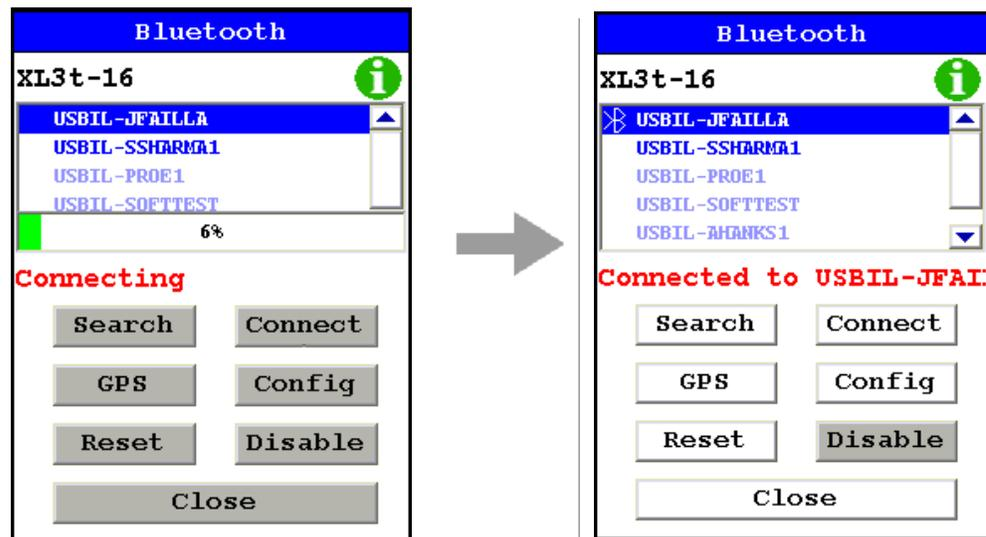 Bluetooth
XL3t-16
i
USBIL-JFAILLA
USBIL-SSHARMA1
USBIL-PROE1
USBIL-SOFTTEST
6%
Connecting
Search Connect
GPS Config
Reset Disable
Close
Bluetooth
XL3t-16
i
USBIL-JFAILLA
USBIL-SSHARMA1
USBIL-PROE1
USBIL-SOFTTEST
USBIL-AHANKS1
Connected to USBIL-JFAI
Search Connect
GPS Config
Reset Disable
Close